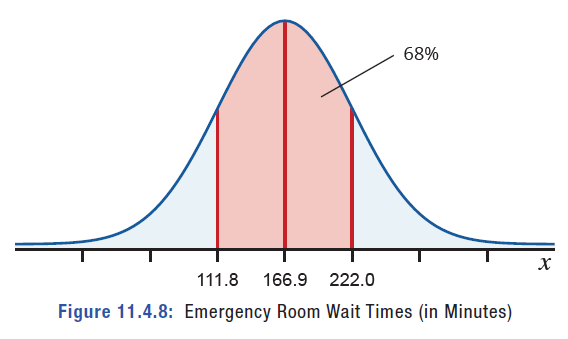 68%
x
111.8 166.9 222.0
Figure 11.4.8: Emergency Room Wait Times (in Minutes)